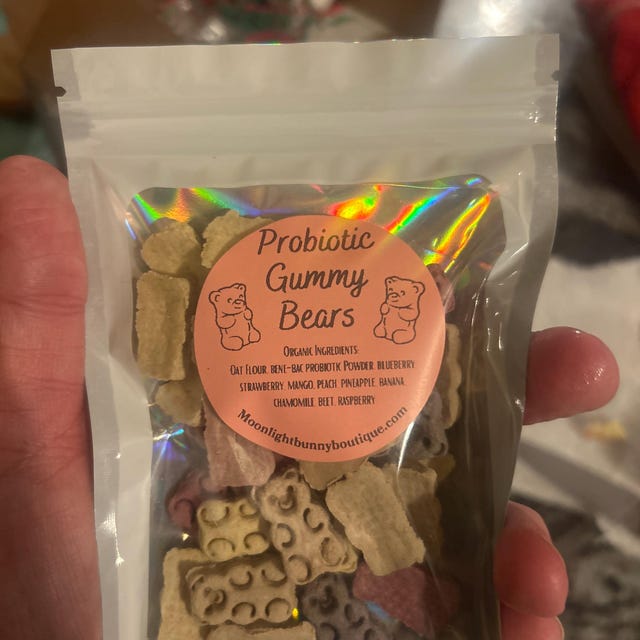 Probiotic
Gummy
Bears
Organic Ingredients:
Oat Flour, bene-bac probiotic Powder, blueberry,
strawberry, mango, peach, pineapple, banana,
chamomile, beet, raspberry
Moonlightbunnyboutique.com